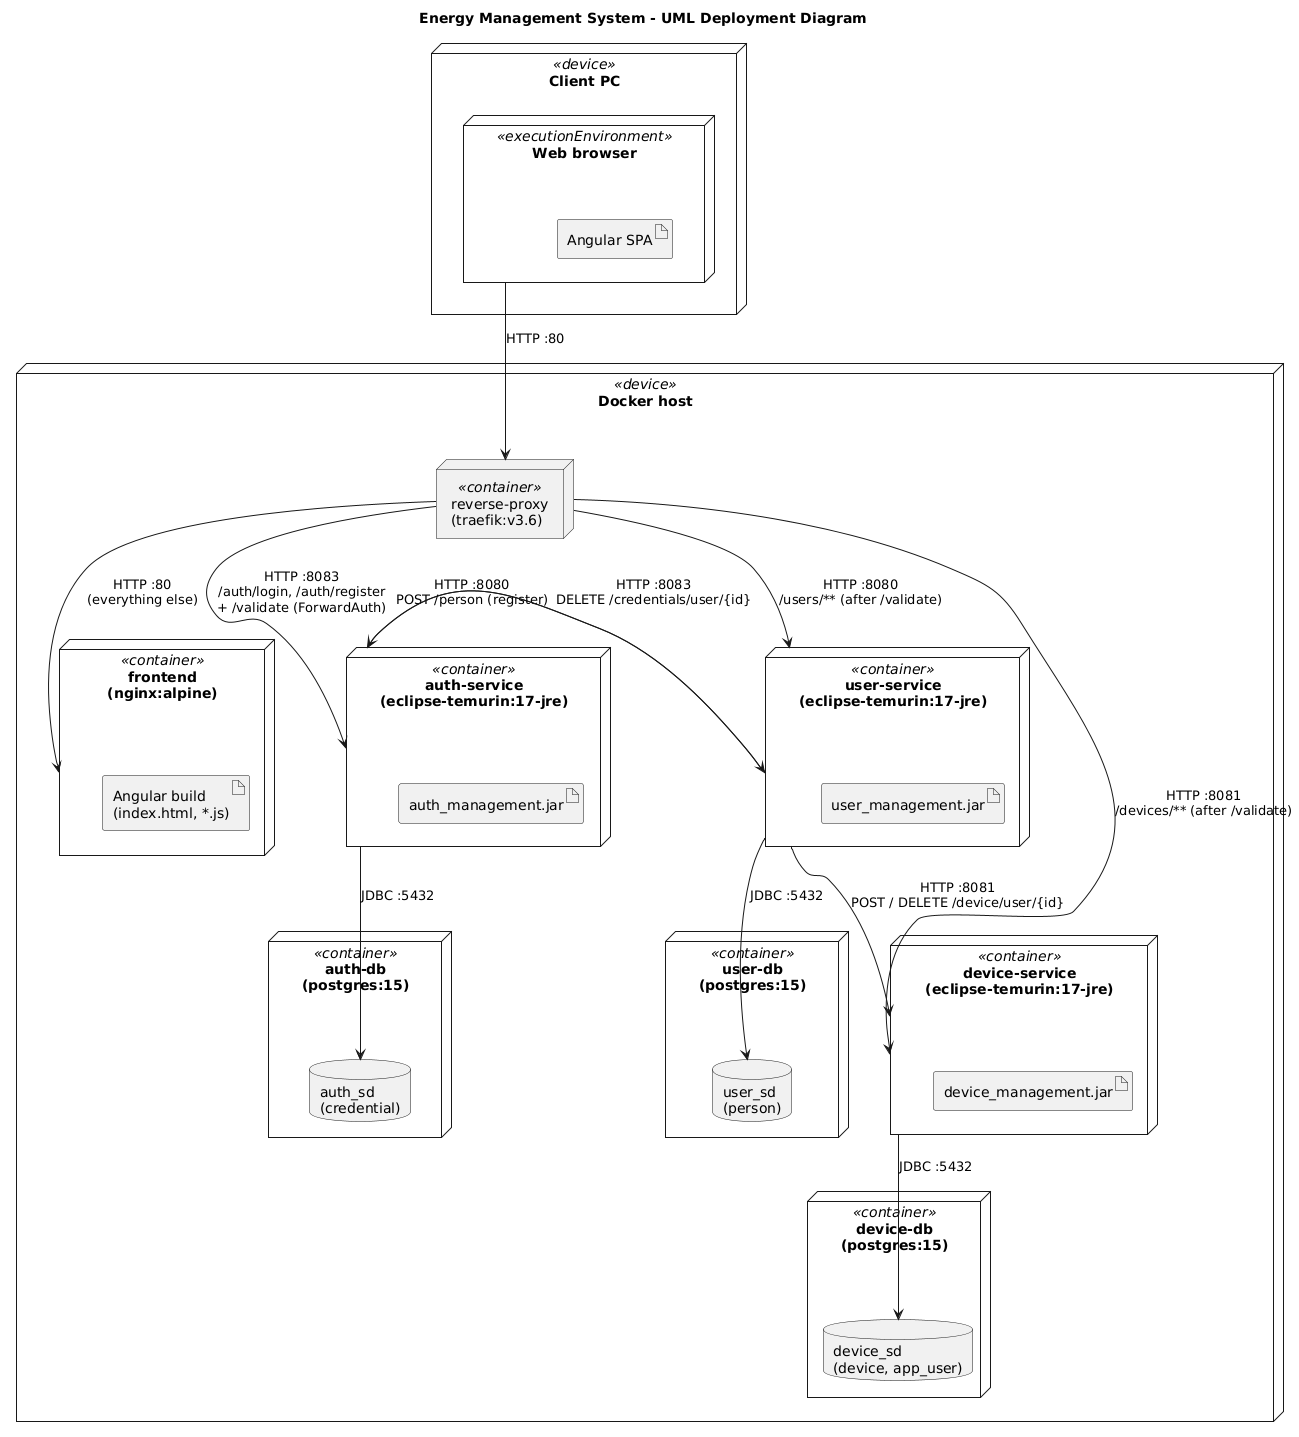 Energy Management System - UML Deployment Diagram
«device»
Client PC
«executionEnvironment»
Web browser
Angular SPA
HTTP :80
«device»
Docker host
«container»
reverse-proxy
(traefik:v3.6)
HTTP :80
(everything else)
HTTP :8083
/auth/login, /auth/register
+ /validate (ForwardAuth)
HTTP :8080
POST /person (register)
HTTP :8083
DELETE /credentials/user/{id}
HTTP :8080
/users/** (after /validate)
«container»
frontend
(nginx:alpine)
Angular build
(index.html, *.js)
«container»
auth-service
(eclipse-temurin:17-jre)
auth_management.jar
«container»
user-service
(eclipse-temurin:17-jre)
user_management.jar
HTTP :8081
/devices/** (after /validate)
JDBC :5432
JDBC :5432
HTTP :8081
POST / DELETE /device/user/{id}
«container»
auth-db
(postgres:15)
auth_sd
(credential)
«container»
user-db
(postgres:15)
user_sd
(person)
«container»
device-service
(eclipse-temurin:17-jre)
device_management.jar
JDBC :5432
«container»
device-db
(postgres:15)
device_sd
(device, app_user)